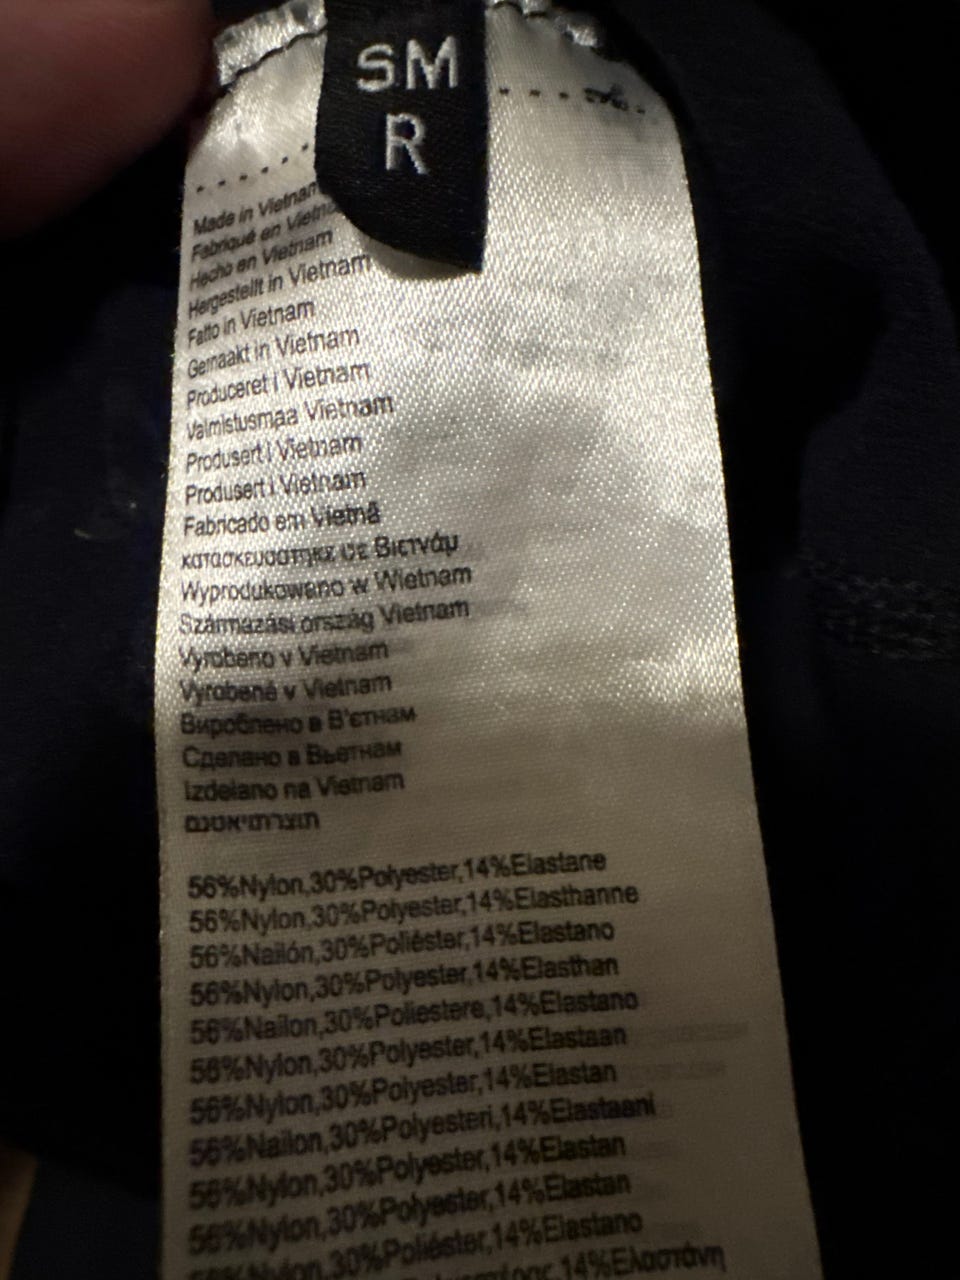 SM
R
Made in Vietnam
Fabriqué en
Hecho en Vietnam
Hergestellt in Vietnam
Fatto in Vietnam
Gemaakt in Vietnam
Produceret i Vietnam
Valmistusmaa Vietnam
Produsert i Vietnam
Produsert i Vietnam
Fabricado em Vietnã
κατασκευάστηκε σε Βιετνάμ
Wyprodukowano w Wietnam
Származási ország Vietnam
Vyrobeno v Vietnam
Vyrobené v Vietnam
Вироблено в В'єтнам
Сделано в Вьетнам
Izdelano na Vietnam
56%Nylon,30%Polyester,14%Elastane
56%Nylon,30%Polyester,14%Elasthanne
56%Nailón,30%Poliéster,14%Elastano
56%Nylon,30%Polyester,14%Elasthan
56%Nailon,30%Poliestere,14%Elastano
56%Nylon,30%Polyester,14%Elastaan
56%Nylon,30%Polyester,14%Elastan
56%Nailon,30%Polyesteri,14%Elastaani
56%Nylon,30%Polyester,14%Elastan
56%Nylon,30%Polyester,14%Elastan
56%Nylon,30%Poliéster,14%Elastano
14%Ελαστάνη